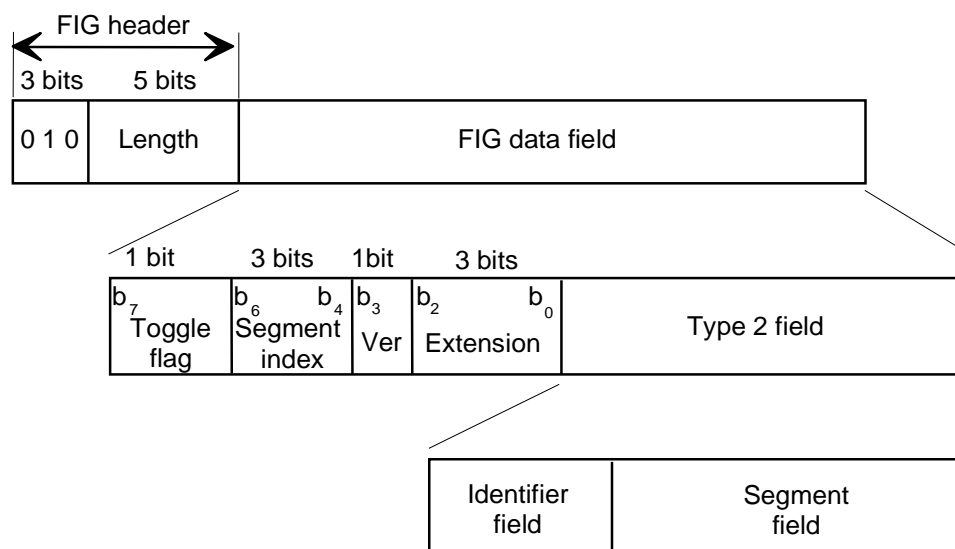 FIG header
3 bits 5 bits
0 1 0 Length FIG data field
1 bit 3 bits 1bit 3 bits
b7 b6 b4 b3 b2 b0
Toggle flag Segment index Ver Extension Type 2 field
Identifier field Segment field